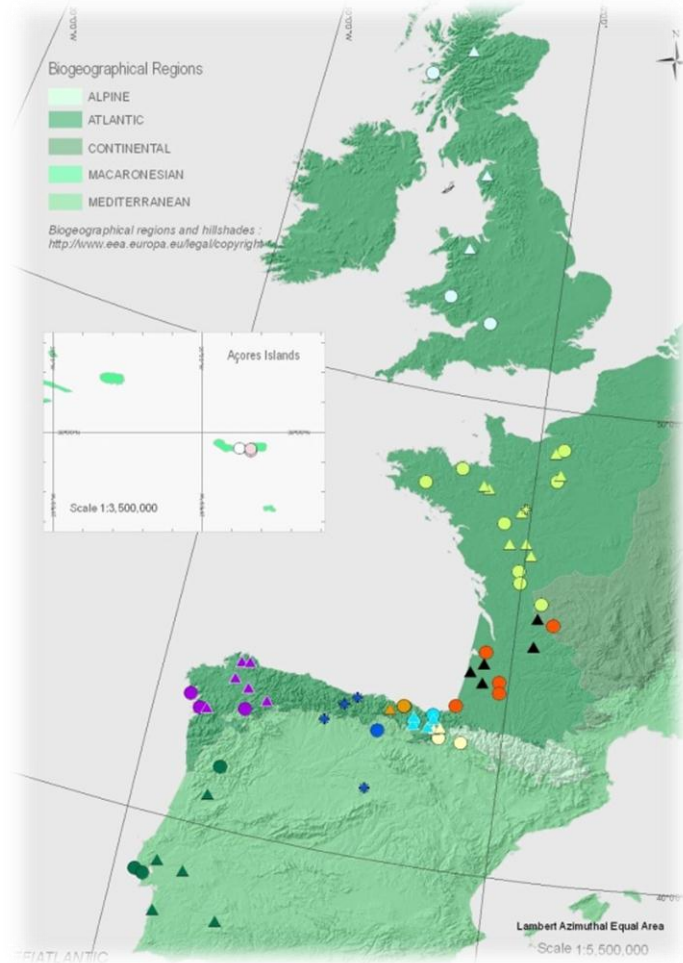 N
Biogeographical Regions
ALPINE
ATLANTIC
CONTINENTAL
MACARONESIAN
MEDITERRANEAN
Biogeographical regions and hillshades :
http://www.eea.europa.eu/legal/copyright
Açores Islands
Scale 1:3,500,000
Lambert Azimuthal Equal Area
Scale 1:5,500,000